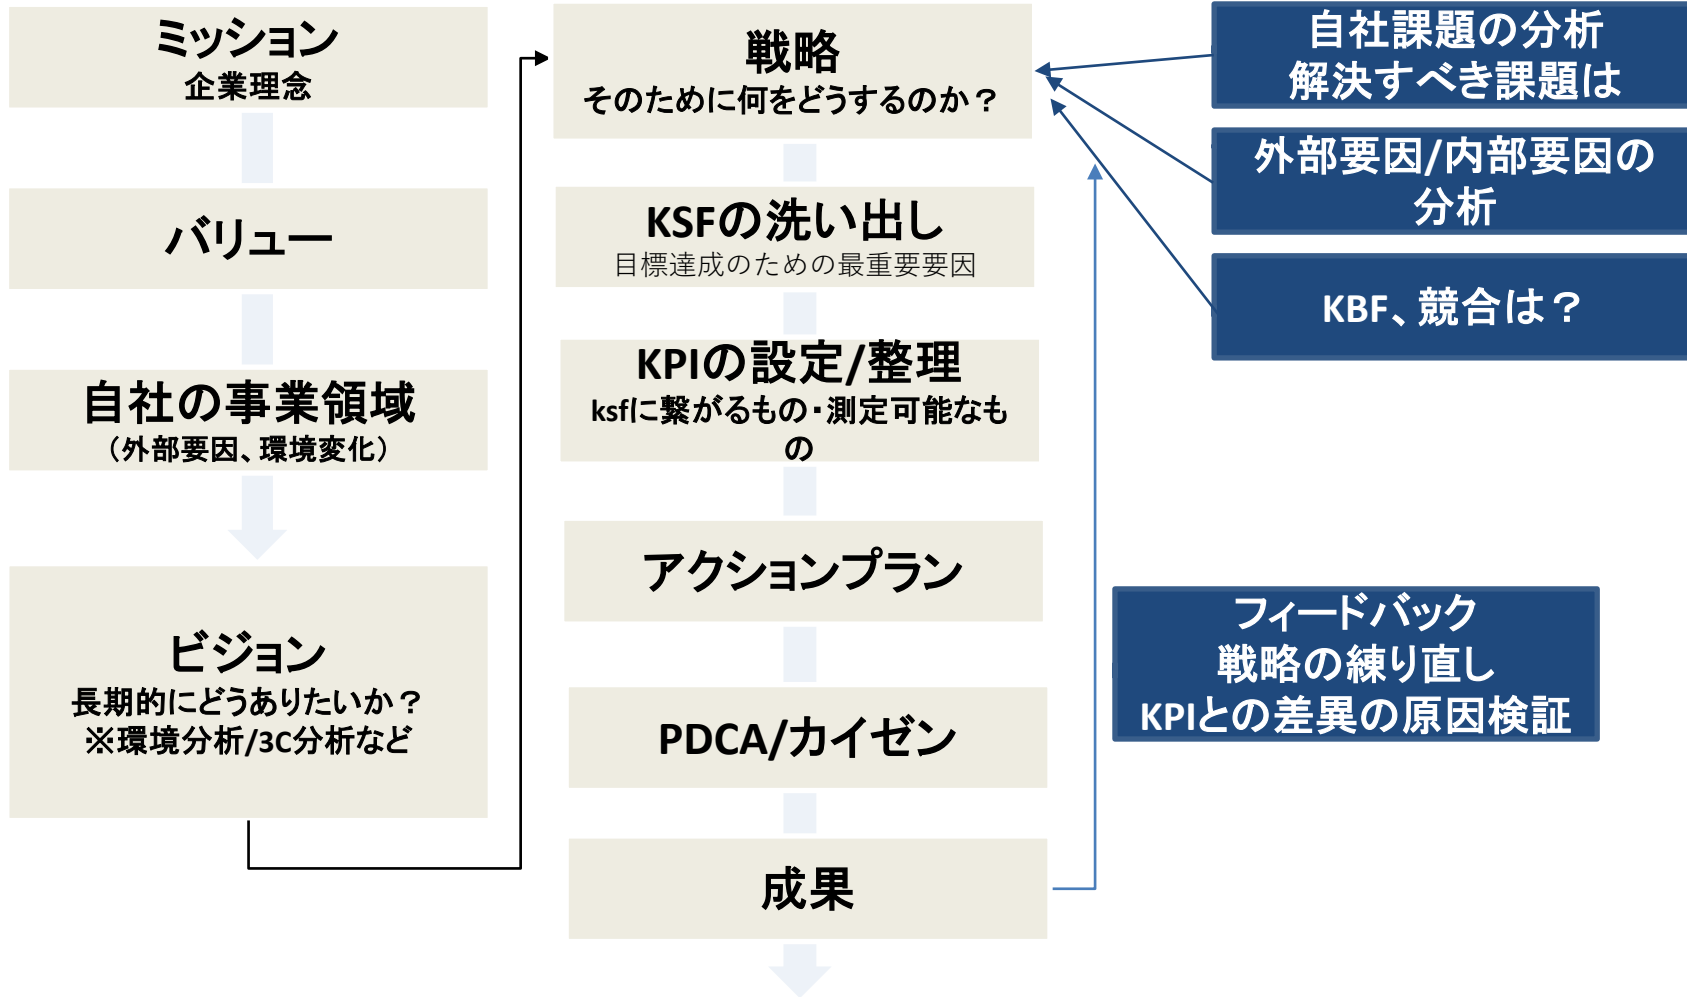 ミッション
企業理念
バリュー
自社の事業領域
（外部要因、環境変化）
ビジョン
長期的にどうありたいか？
※環境分析/3C分析など
戦略
そのために何をどうするのか？
KSFの洗い出し
目標達成のための最重要要因
KPIの設定/整理
ksfに繋がるもの・測定可能なも
の
アクションプラン
PDCA/カイゼン
成果
自社課題の分析
解決すべき課題は
外部要因/内部要因の
分析
KBF、競合は？
フィードバック
戦略の練り直し
KPIとの差異の原因検証